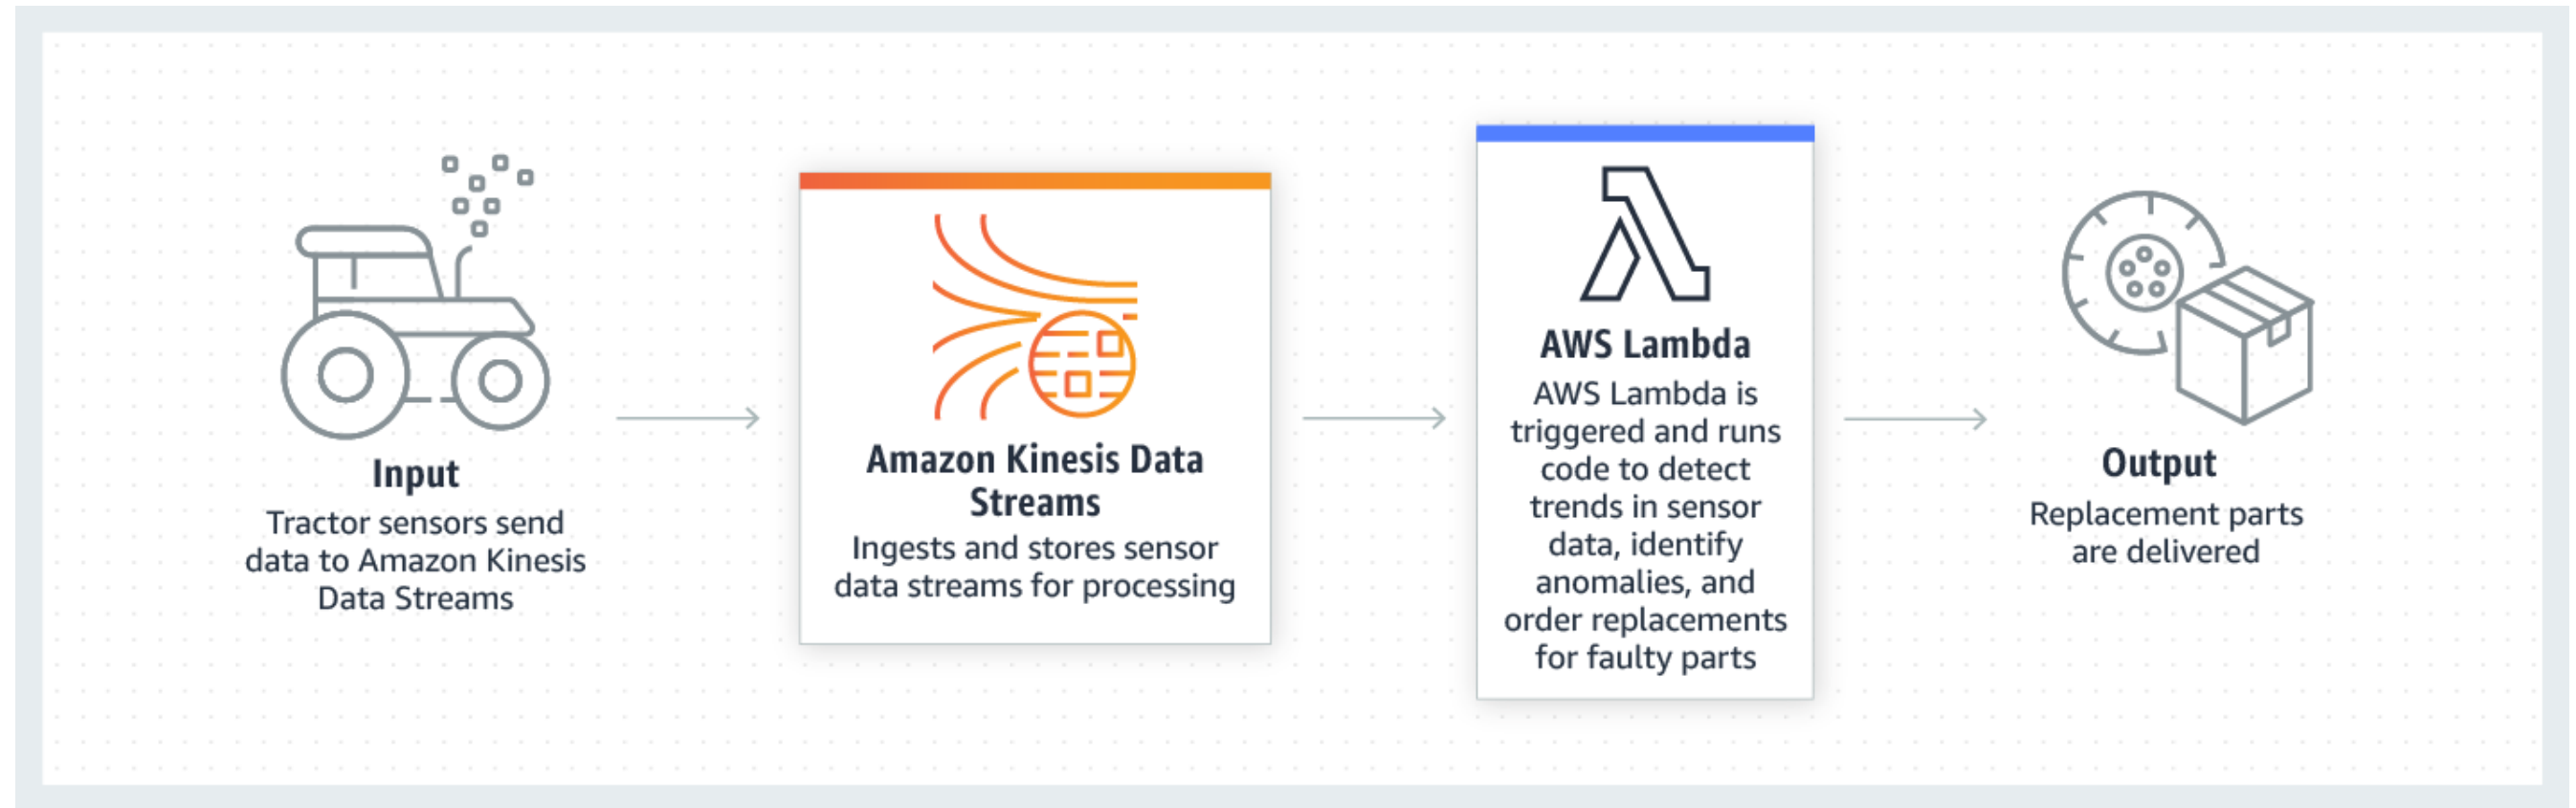 Input
Tractor sensors send
data to Amazon Kinesis
Data Streams
Amazon Kinesis Data
Streams
Ingests and stores sensor
data streams for processing
AWS Lambda
AWS Lambda is
triggered and runs
code to detect
trends in sensor
data, identify
anomalies, and
order replacements
for faulty parts
Output
Replacement parts
are delivered